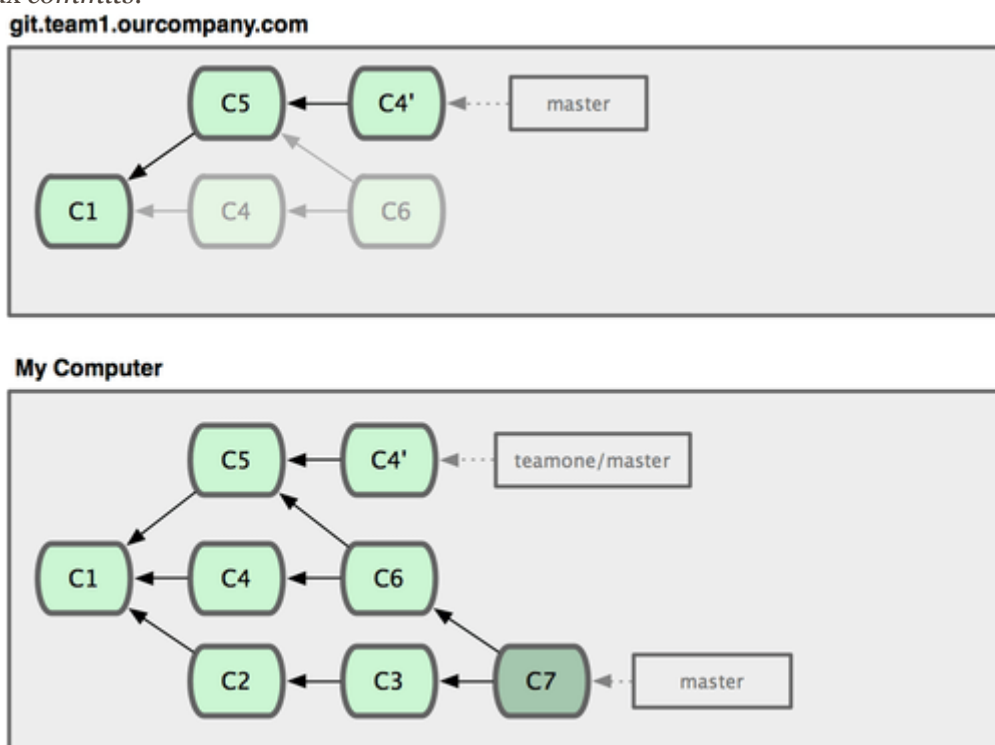 commits.
git.team1.ourcompany.com
C5 C4' master
C1 C4 C6
My Computer
C5 C4' teamone/master
C1 C4 C6
C2 C3 C7 master